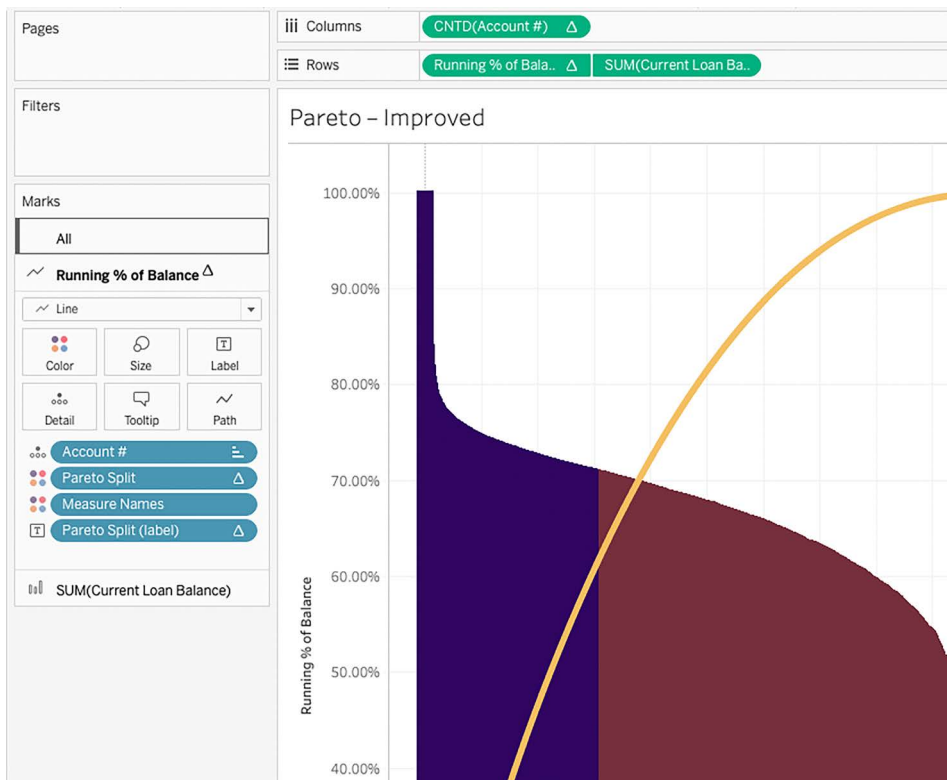 Pages
Columns
CNTD(Account #)
Rows
Running % of Bala..
SUM(Current Loan Ba..
Filters
Marks
All
Running % of Balance
Line
Color
Size
Label
Detail
Tooltip
Path
Account #
Pareto Split
Measure Names
Pareto Split (label)
SUM(Current Loan Balance)
Pareto – Improved
100.00%
90.00%
80.00%
70.00%
60.00%
50.00%
40.00%
Running % of Balance